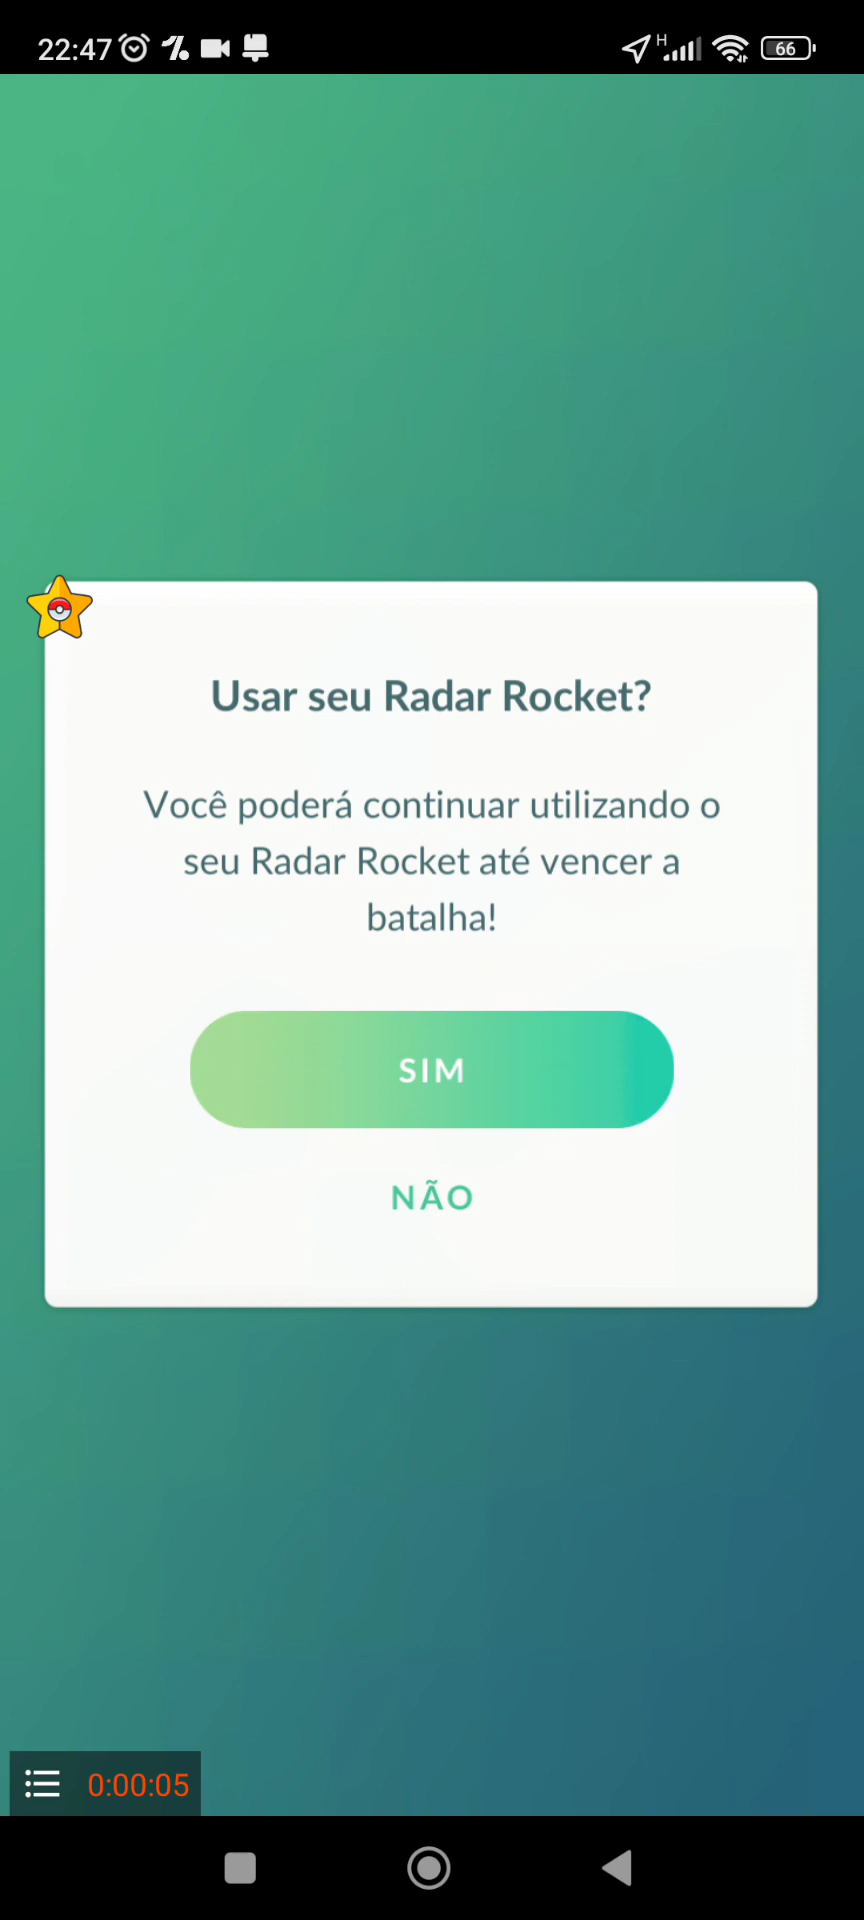 22:47
H
66
Usar seu Radar Rocket?
Você poderá continuar utilizando o
seu Radar Rocket até vencer a
batalha!
SIM
NÃO
0:00:05